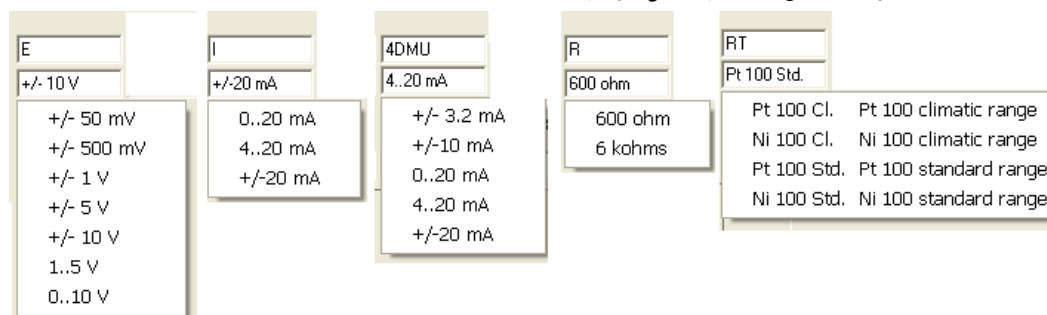 E
+/- 10 V
+/- 50 mV
+/- 500 mV
+/- 1 V
+/- 5 V
+/- 10 V
1..5 V
0..10 V
I
+/-20 mA
0..20 mA
4..20 mA
+/-20 mA
4DMU
4..20 mA
+/- 3.2 mA
+/-10 mA
0..20 mA
4..20 mA
+/-20 mA
R
600 ohm
600 ohm
6 kohms
RT
Pt 100 Std.
Pt 100 Cl. Pt 100 climatic range
Ni 100 Cl. Ni 100 climatic range
Pt 100 Std. Pt 100 standard range
Ni 100 Std. Ni 100 standard range